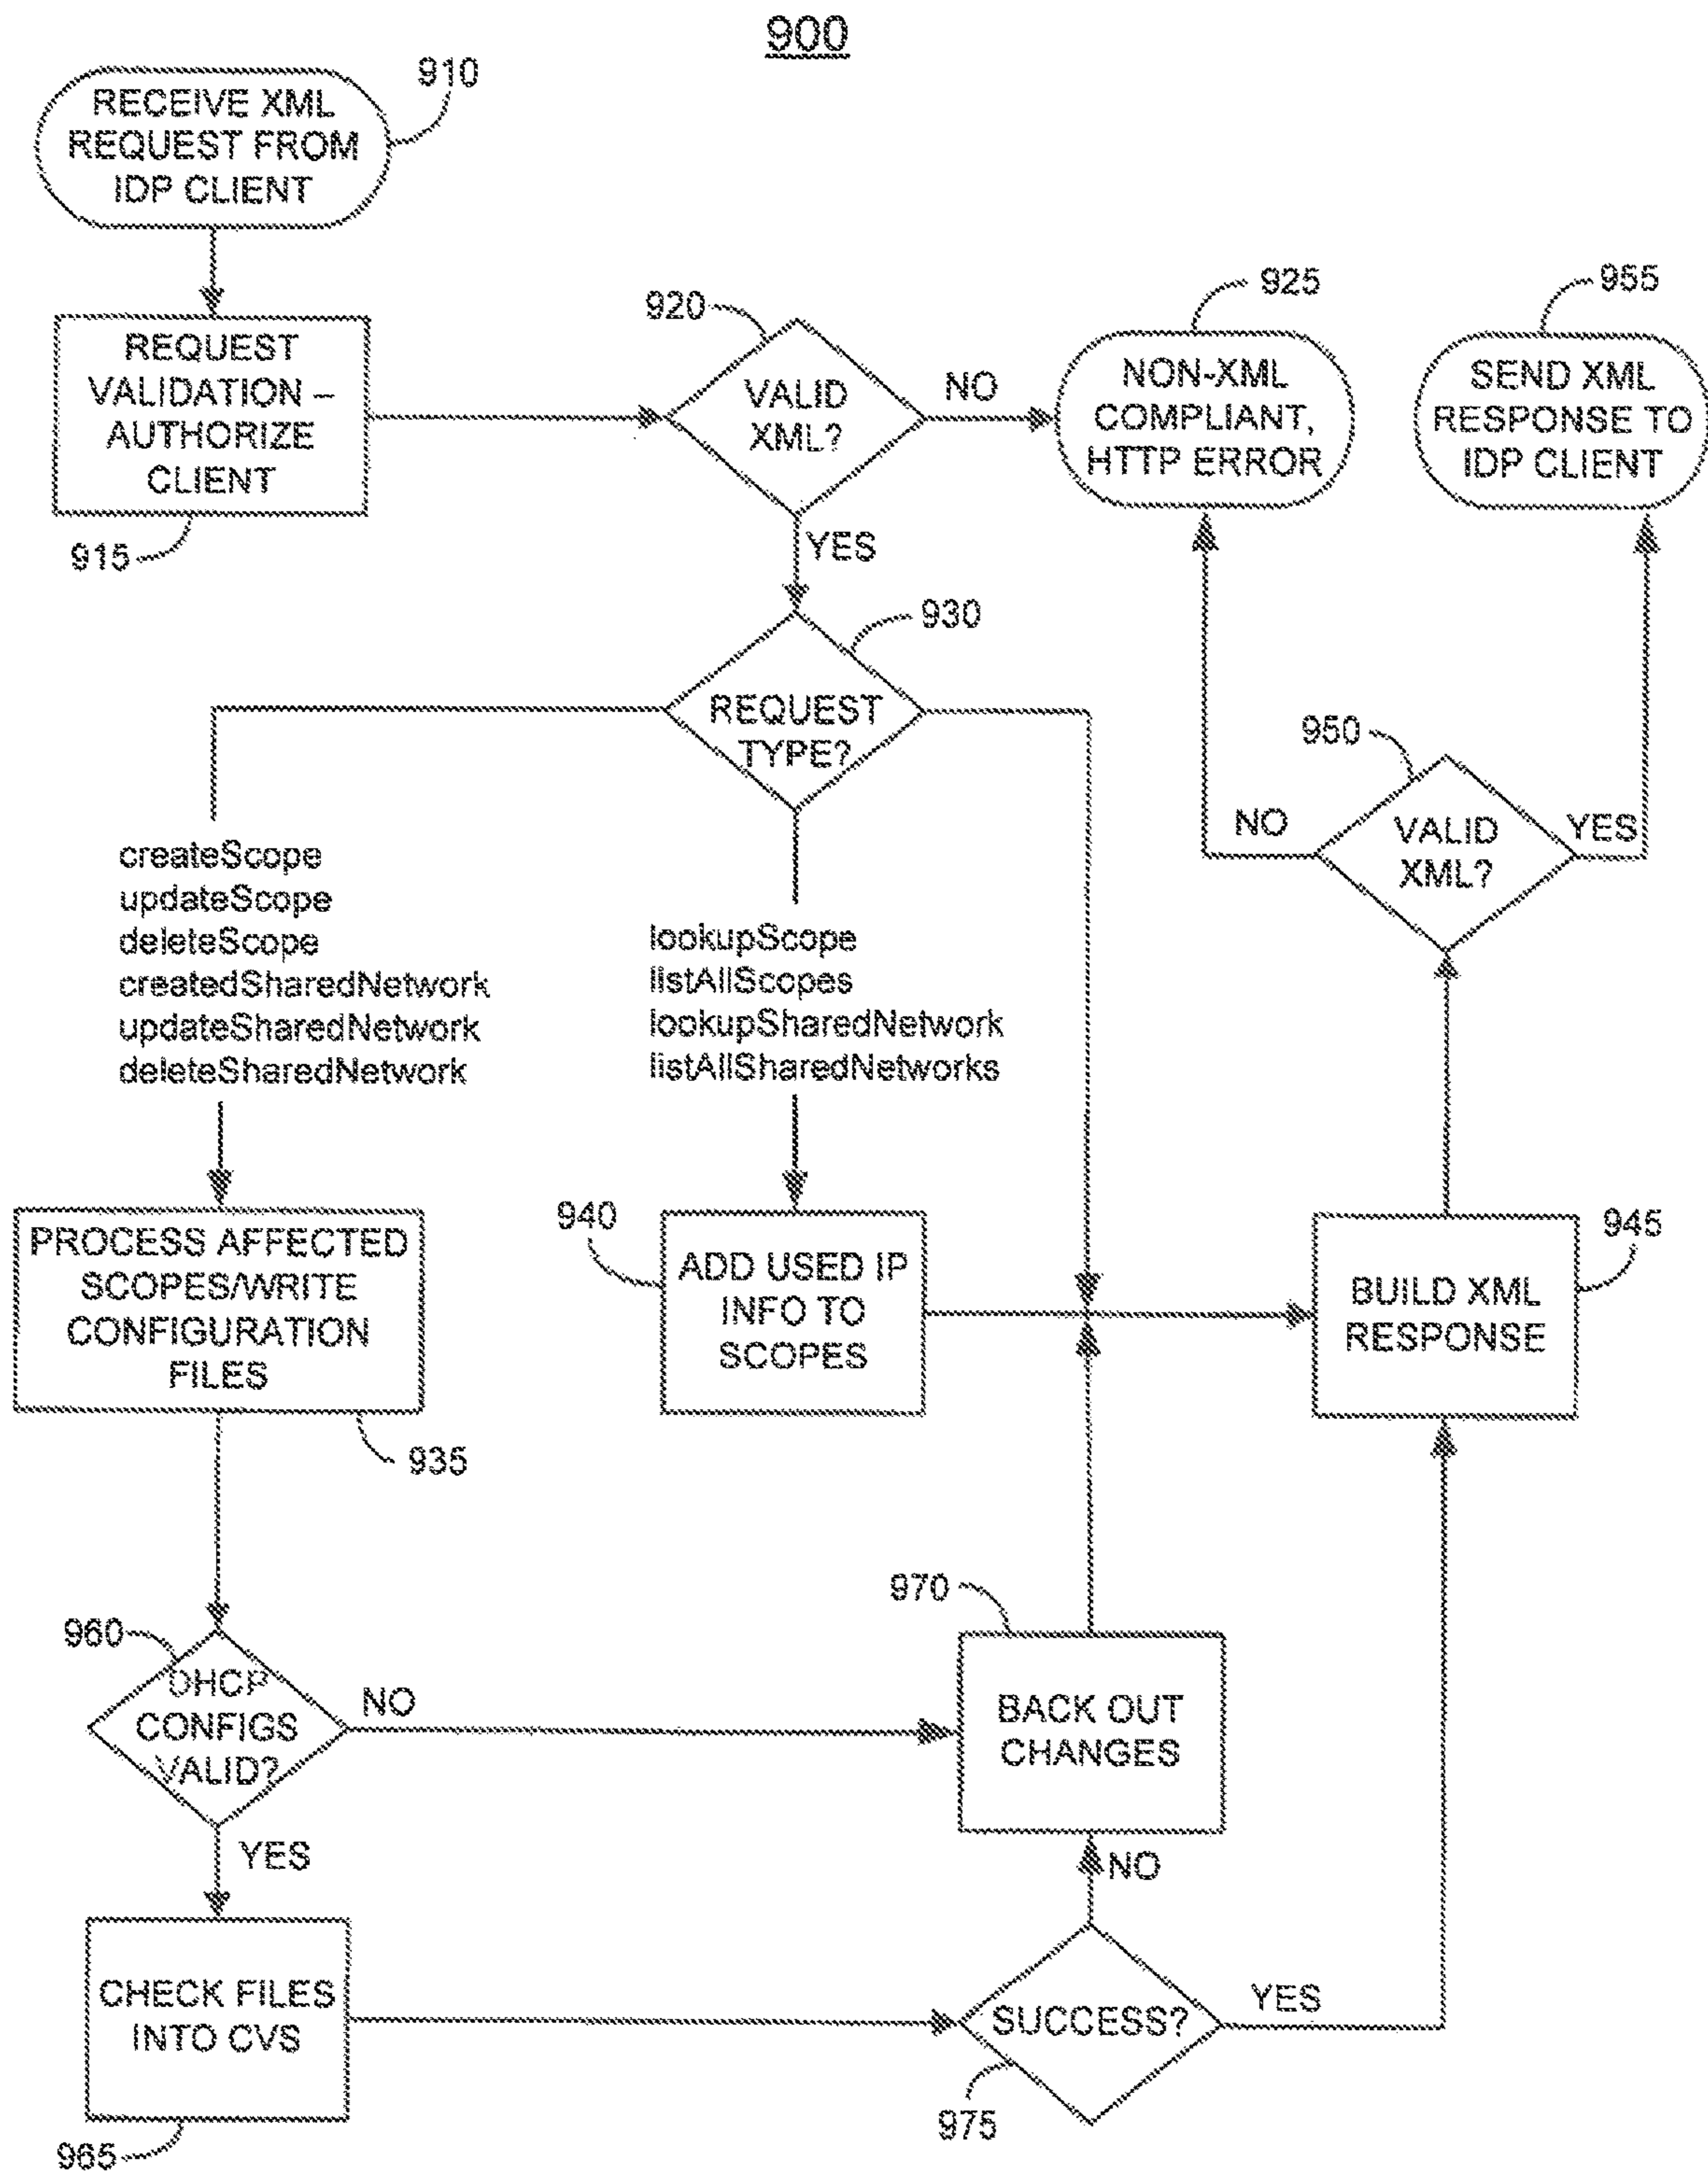 900
910
RECEIVE XML
REQUEST FROM
IDP CLIENT
915
REQUEST
VALIDATION –
AUTHORIZE
CLIENT
920
VALID
XML?
NO
YES
925
NON-XML
COMPLIANT,
HTTP ERROR
955
SEND XML
RESPONSE TO
IDP CLIENT
930
REQUEST
TYPE?
950
VALID
XML?
NO
YES
createScope
updateScope
deleteScope
createdSharedNetwork
updateSharedNetwork
deleteSharedNetwork
lookupScope
listAllScopes
lookupSharedNetwork
listAllSharedNetworks
PROCESS AFFECTED
SCOPES/WRITE
CONFIGURATION
FILES
935
940
ADD USED IP
INFO TO
SCOPES
945
BUILD XML
RESPONSE
960
DHCP
CONFIGS
VALID?
NO
YES
970
BACK OUT
CHANGES
NO
CHECK FILES
INTO CVS
965
SUCCESS?
YES
975